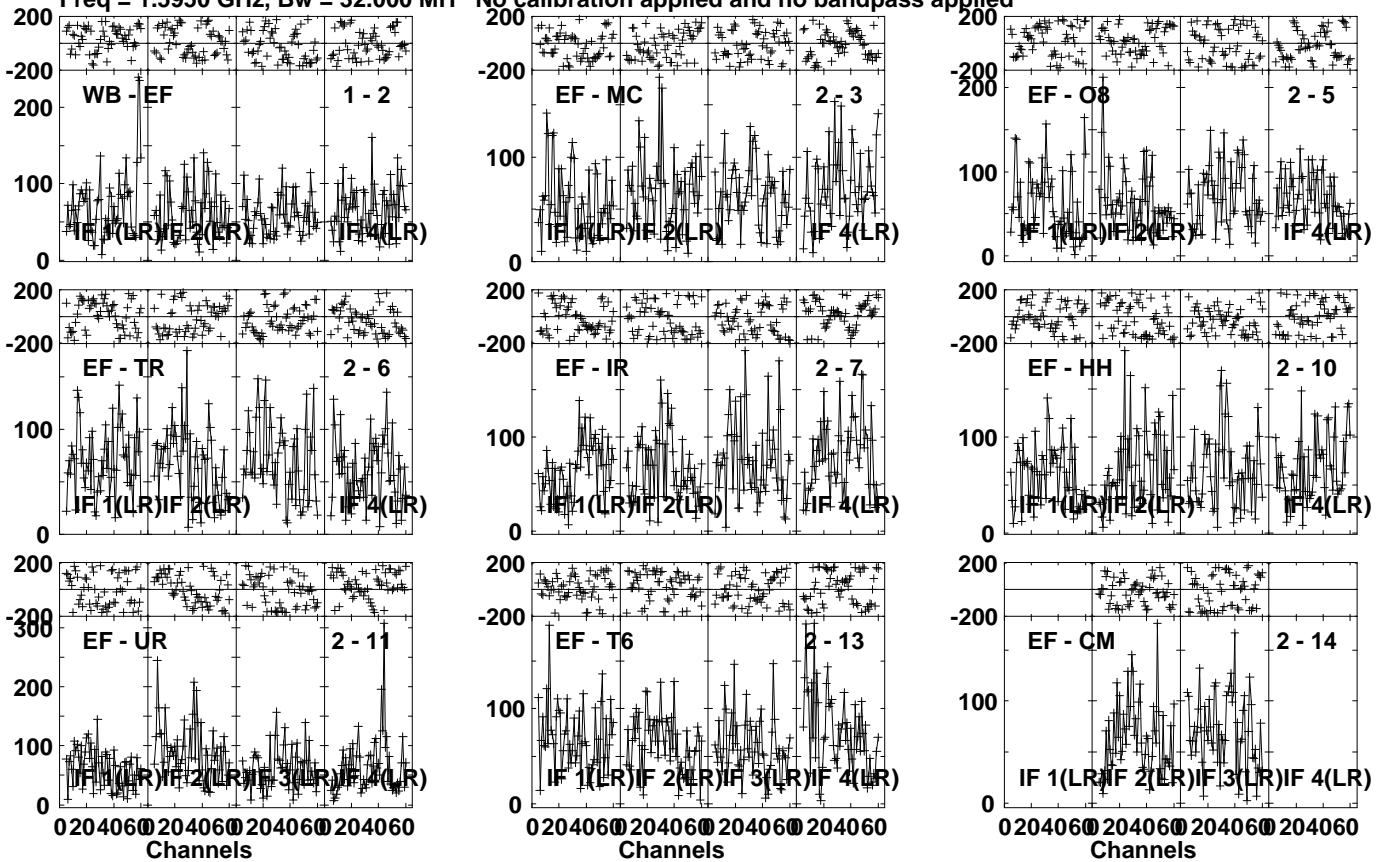 Freq = 1.5950 GHz, Bw = 32.000 MH No calibration applied and no bandpass applied
200
-200
200
100
0
WB - EF 1 - 2
IF 1(LR) IF 2(LR) IF 4(LR)
100
0
EF - MC 2 - 3
IF 1(LR) IF 2(LR) IF 4(LR)
200
-200
200
100
0
EF - O8 2 - 5
IF 1(LR) IF 2(LR) IF 4(LR)
200
-200
100
0
EF - TR 2 - 6
IF 1(LR) IF 2(LR) IF 4(LR)
200
-200
100
0
EF - IR 2 - 7
IF 1(LR) IF 2(LR) IF 4(LR)
200
-200
100
0
EF - HH 2 - 10
IF 1(LR) IF 2(LR) IF 4(LR)
200
-200
300
200
100
0
EF - UR 2 - 11
IF 1(LR) IF 2(LR) IF 3(LR) IF 4(LR)
0 20 40 60 0 20 40 60 0 20 40 60 0 20 40 60
Channels
200
-200
100
0
EF - T6 2 - 13
IF 1(LR) IF 2(LR) IF 3(LR) IF 4(LR)
0 20 40 60 0 20 40 60 0 20 40 60 0 20 40 60
Channels
200
-200
100
0
EF - CM 2 - 14
IF 1(LR) IF 2(LR) IF 3(LR) IF 4(LR)
0 20 40 60 0 20 40 60 0 20 40 60 0 20 40 60
Channels